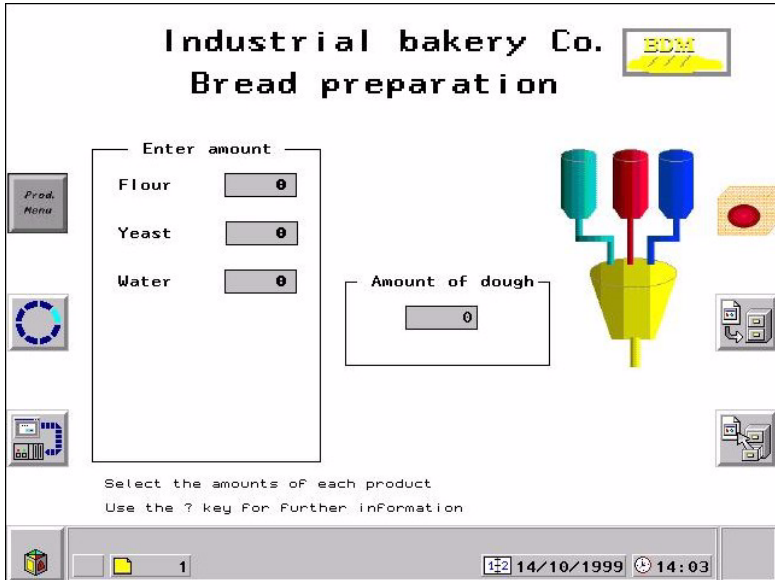 Industrial bakery Co.
BDM
Bread preparation
Enter amount
Flour 0
Yeast 0
Water 0
Prod.
Menu
Amount of dough
0
Select the amounts of each product
Use the ? key for further information
1 1÷2 14/10/1999 14:03